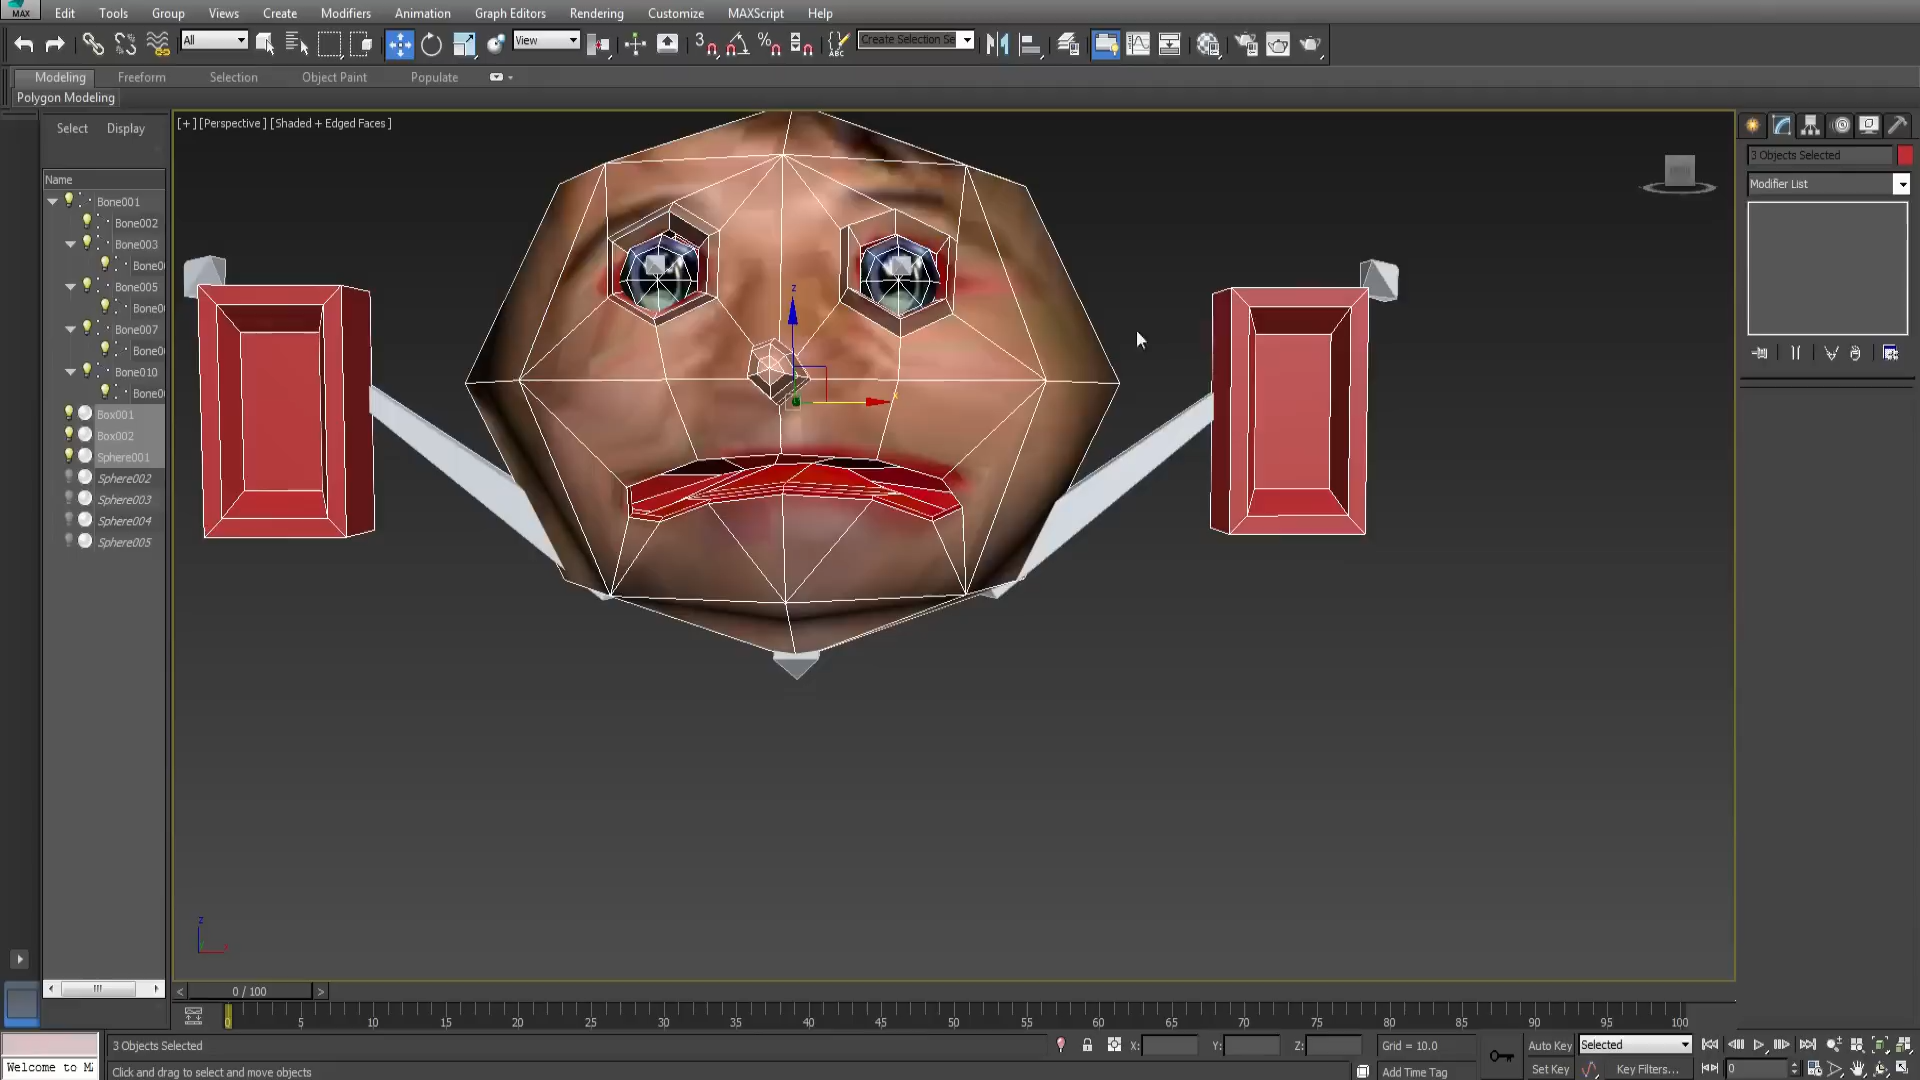 MAX Edit Tools Group Views Create Modifiers Animation Graph Editors Rendering Customize MAXScript Help
All View 3 % ABC Create Selection Se
Modeling Freeform Selection Object Paint Populate
Polygon Modeling
Select Display
[+] [Perspective] [Shaded + Edged Faces]
3 Objects Selected
Modifier List
Name
Bone001
Bone002
Bone003
Bone0
Bone005
Bone0
Bone007
Bone0
Bone010
Bone0
Box001
Box002
Sphere001
Sphere002
Sphere003
Sphere004
Sphere005
z
x
z
0 / 100
0 5 10 15 20 25 30 35 40 45 50 55 60 65 70 75 80 85 90 95 100
3 Objects Selected X: Y: Z: Grid = 10.0 Auto Key Selected
Welcome to M Click and drag to select and move objects Add Time Tag Set Key Key Filters... 0